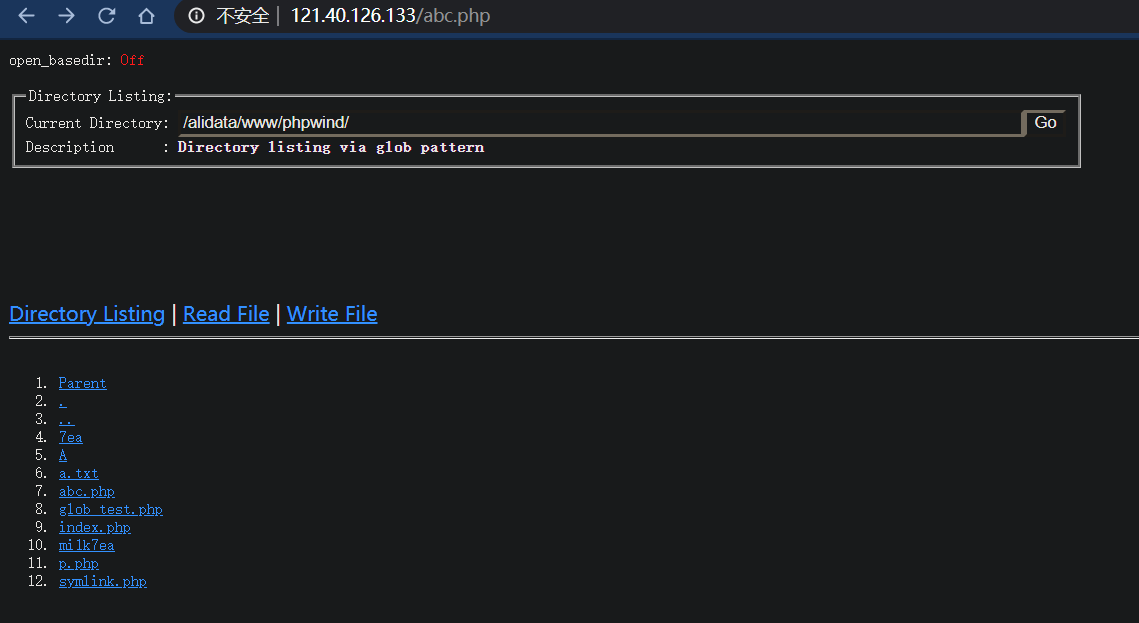 不安全 | 121.40.126.133/abc.php
open_basedir: Off
Directory Listing:
Current Directory: /alidata/www/phpwind/ Go
Description : Directory listing via glob pattern
Directory Listing | Read File | Write File
1. Parent
2. .
3. ..
4. 7ea
5. A
6. a.txt
7. abc.php
8. glob_test.php
9. index.php
10. milk7ea
11. p.php
12. symlink.php